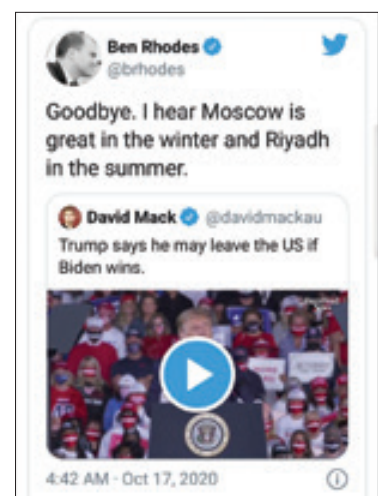 Ben Rhodes
@brhodes
Goodbye. I hear Moscow is
great in the winter and Riyadh
in the summer.
David Mack @davidmackau
Trump says he may leave the US if
Biden wins.
4:42 AM · Oct 17, 2020